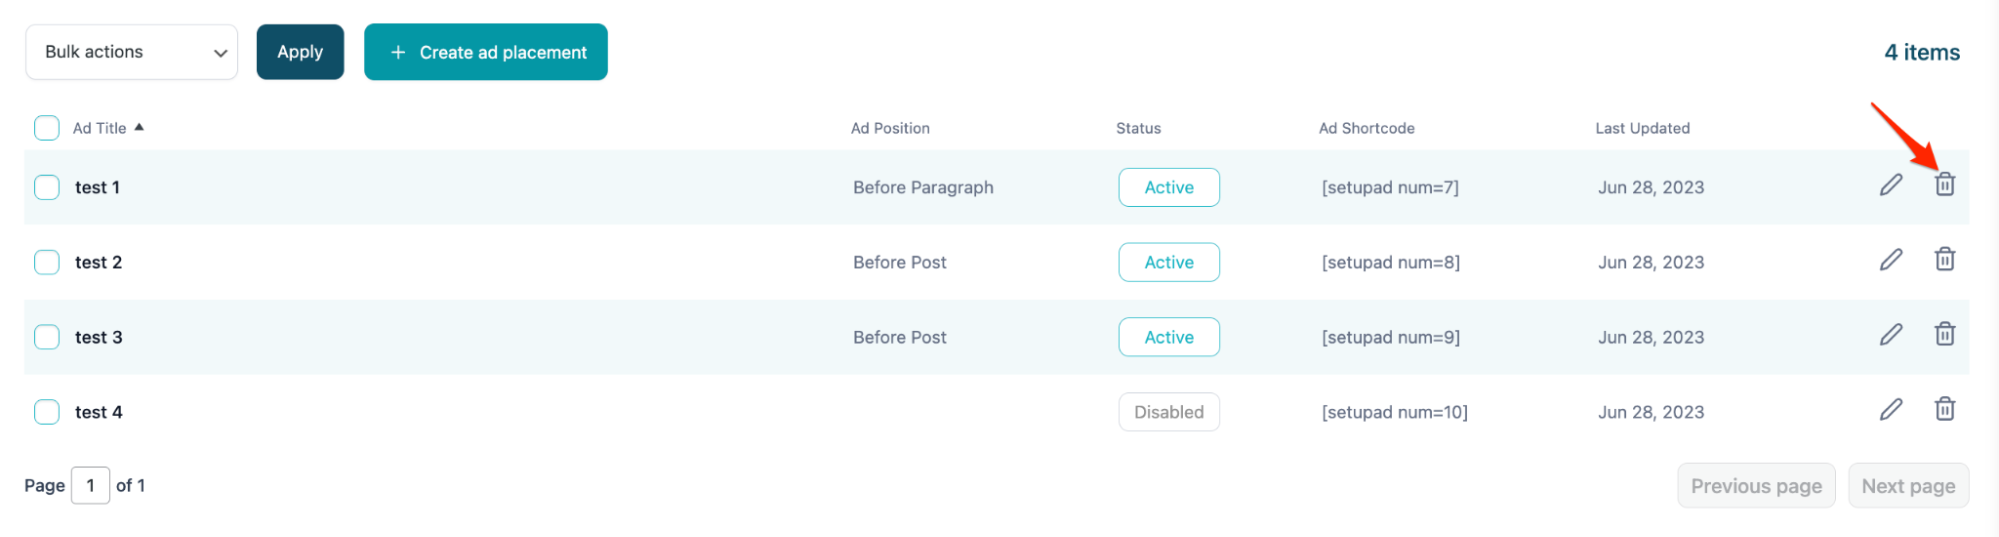 Bulk actions Apply + Create ad placement 4 items
Ad Title Ad Position Status Ad Shortcode Last Updated
test 1 Before Paragraph Active [setupad num=7] Jun 28, 2023
test 2 Before Post Active [setupad num=8] Jun 28, 2023
test 3 Before Post Active [setupad num=9] Jun 28, 2023
test 4 Disabled [setupad num=10] Jun 28, 2023
Page 1 of 1 Previous page Next page